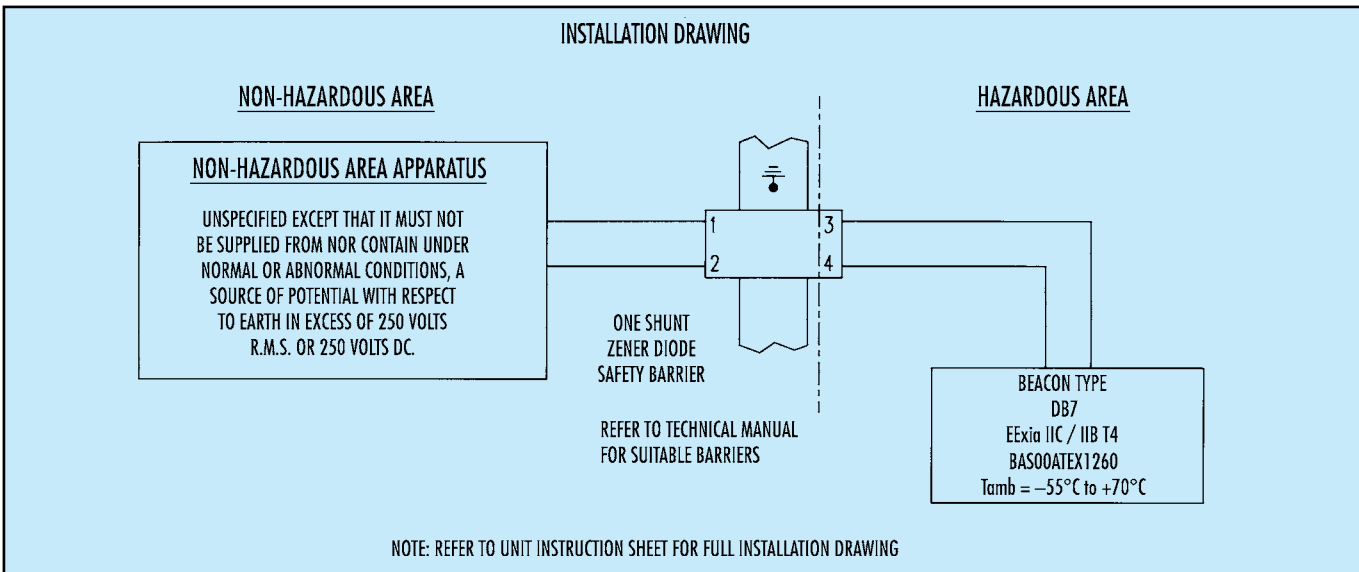 INSTALLATION DRAWING
NON-HAZARDOUS AREA
HAZARDOUS AREA
NON-HAZARDOUS AREA APPARATUS
UNSPECIFIED EXCEPT THAT IT MUST NOT
BE SUPPLIED FROM NOR CONTAIN UNDER
NORMAL OR ABNORMAL CONDITIONS, A
SOURCE OF POTENTIAL WITH RESPECT
TO EARTH IN EXCESS OF 250 VOLTS
R.M.S. OR 250 VOLTS DC.
1
2
3
4
ONE SHUNT
ZENER DIODE
SAFETY BARRIER
REFER TO TECHNICAL MANUAL
FOR SUITABLE BARRIERS
BEACON TYPE
DB7
EExia IIC / IIB T4
BAS00ATEX1260
Tamb = –55°C to +70°C
NOTE: REFER TO UNIT INSTRUCTION SHEET FOR FULL INSTALLATION DRAWING